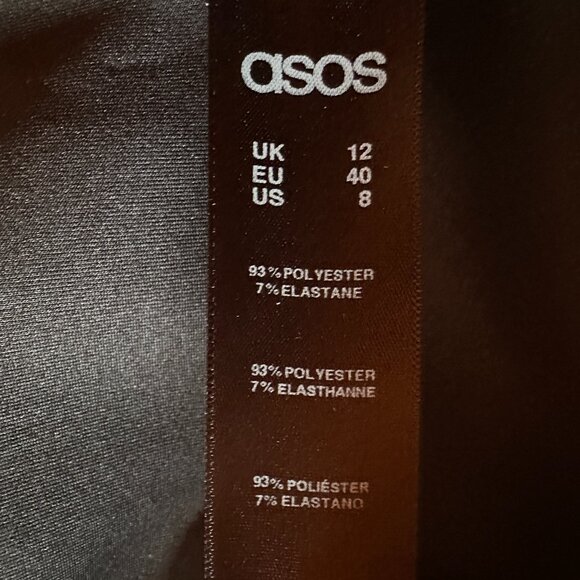 asos
UK 12
EU 40
US 8
93% POLYESTER
7% ELASTANE
93% POLYESTER
7% ELASTHANNE
93% POLIÉSTER
7% ELASTANO